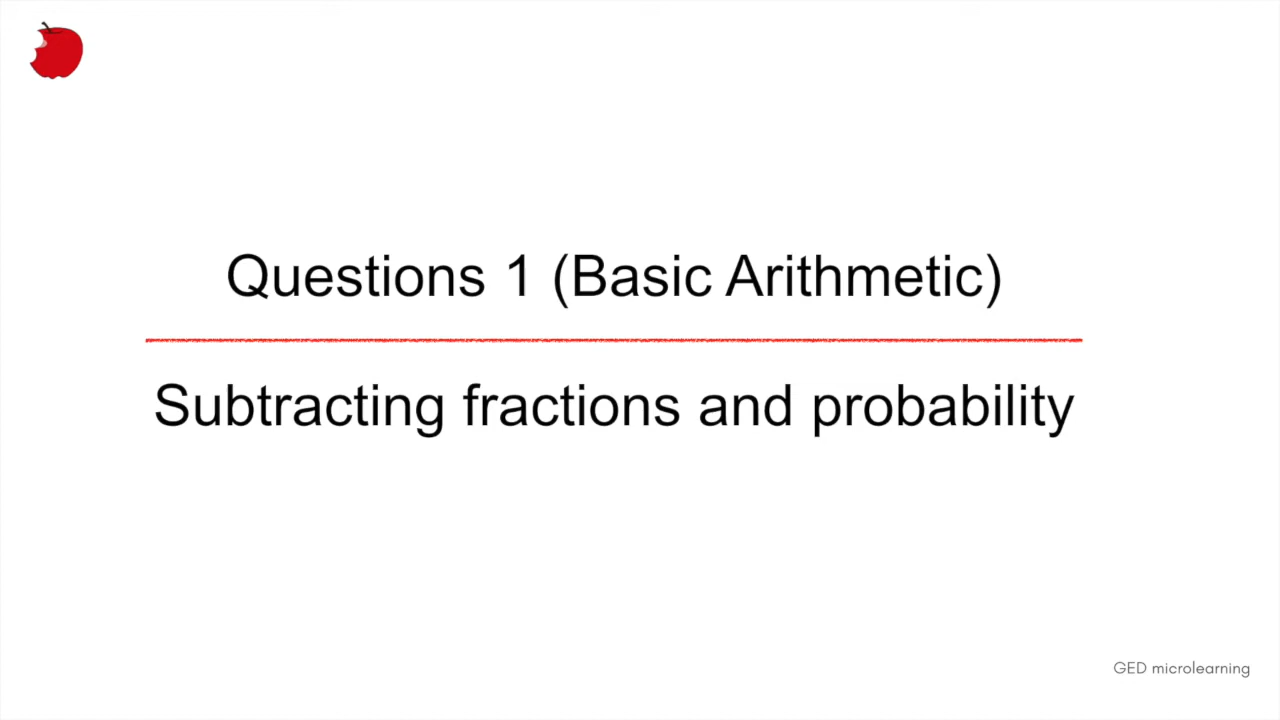 Questions 1 (Basic Arithmetic)
Subtracting fractions and probability
GED microlearning